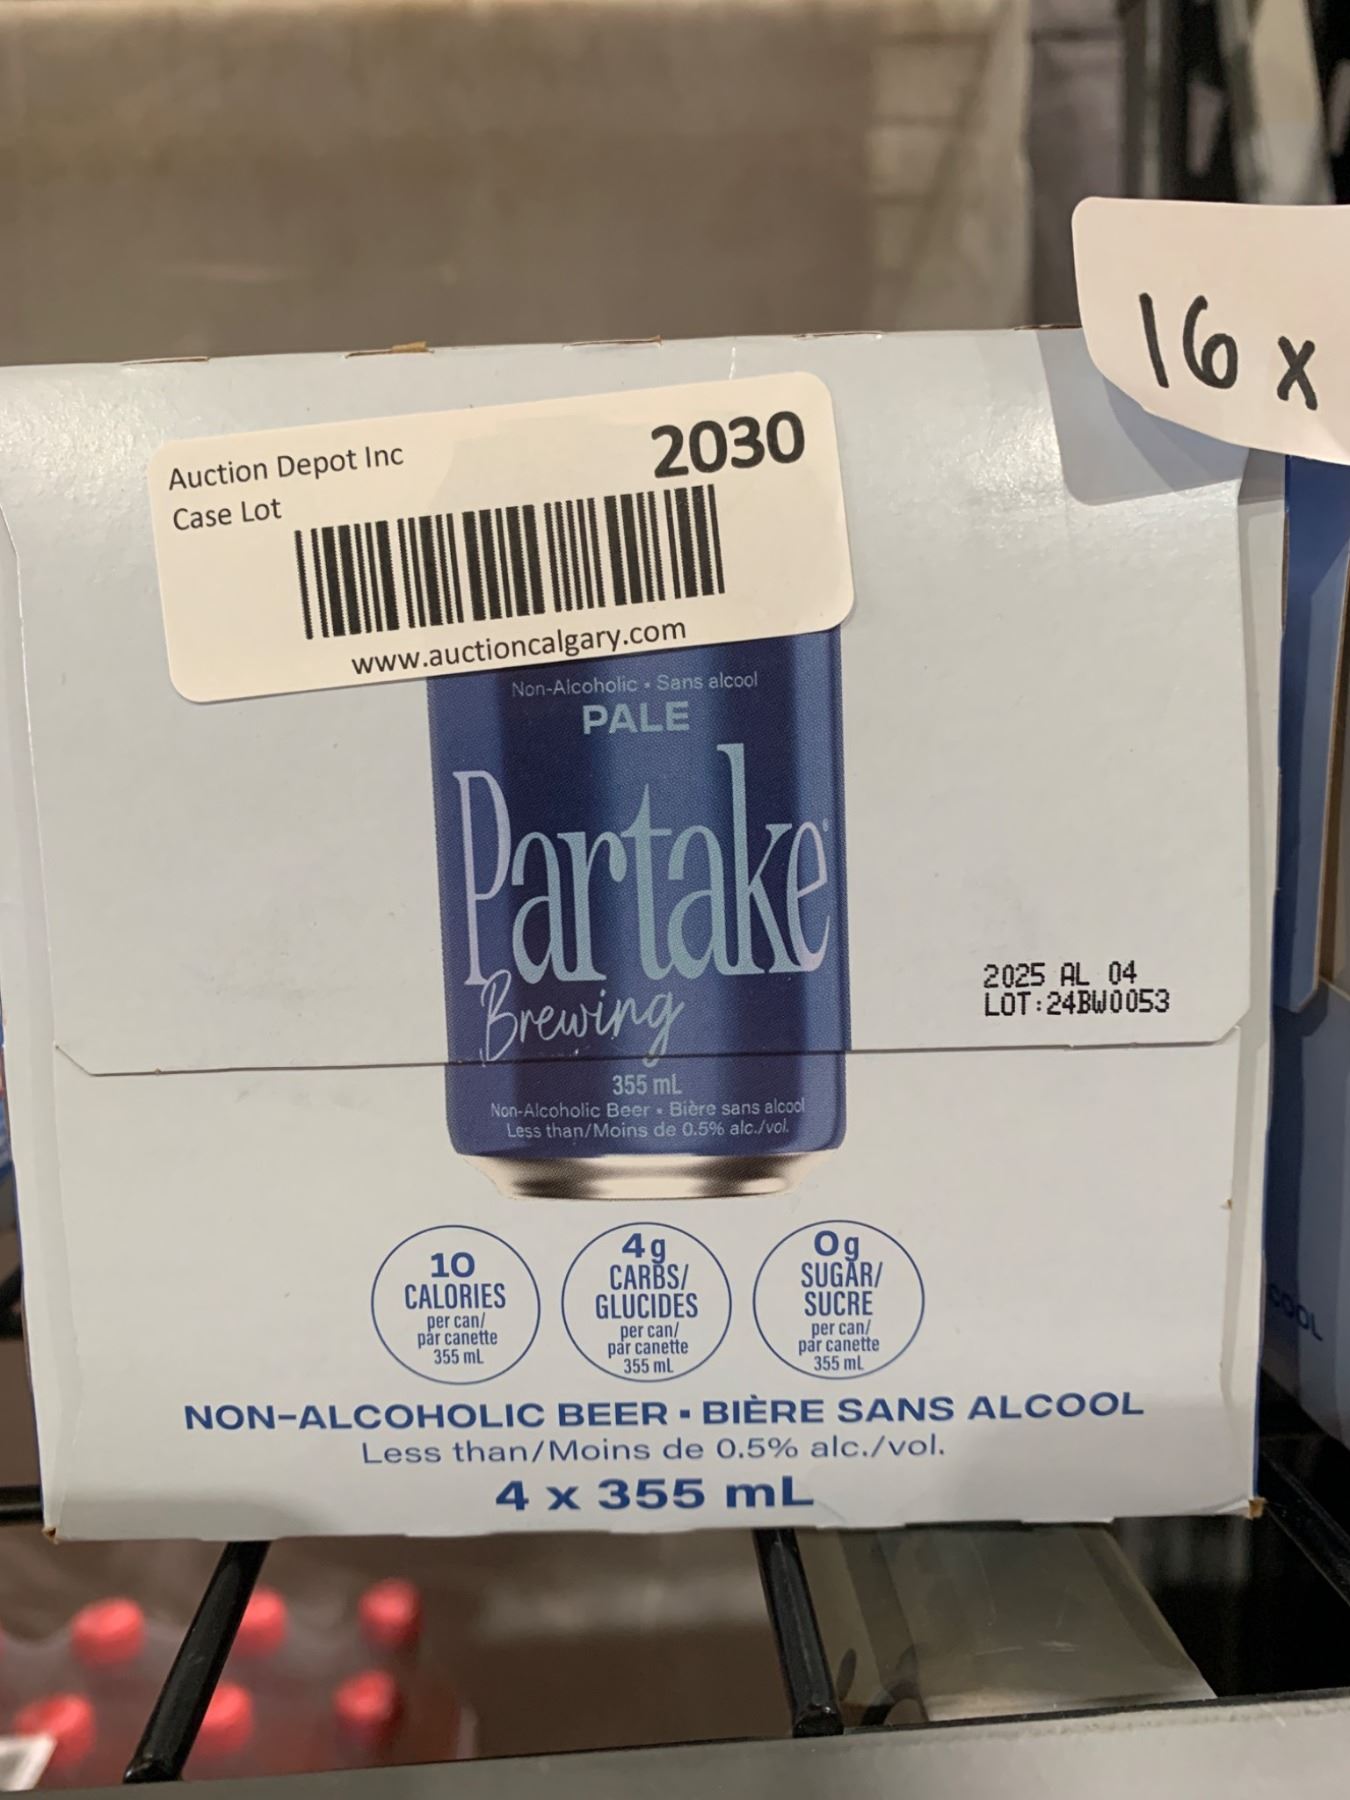 16 x
Auction Depot Inc
2030
Case Lot
www.auctioncalgary.com
Non-Alcoholic • Sans alcool
PALE
Partake
Brewing
2025 AL 04
LOT:24BW0053
355 mL
Non-Alcoholic Beer • Bière sans alcool
Less than/Moins de 0.5% alc./vol.
10
CALORIES
per can/
par canette
355 mL
4g
CARBS/
GLUCIDES
per can/
par canette
355 mL
0g
SUGAR/
SUCRE
per can/
par canette
355 mL
NON-ALCOHOLIC BEER ▪ BIÈRE SANS ALCOOL
Less than/Moins de 0.5% alc./vol.
4 x 355 mL